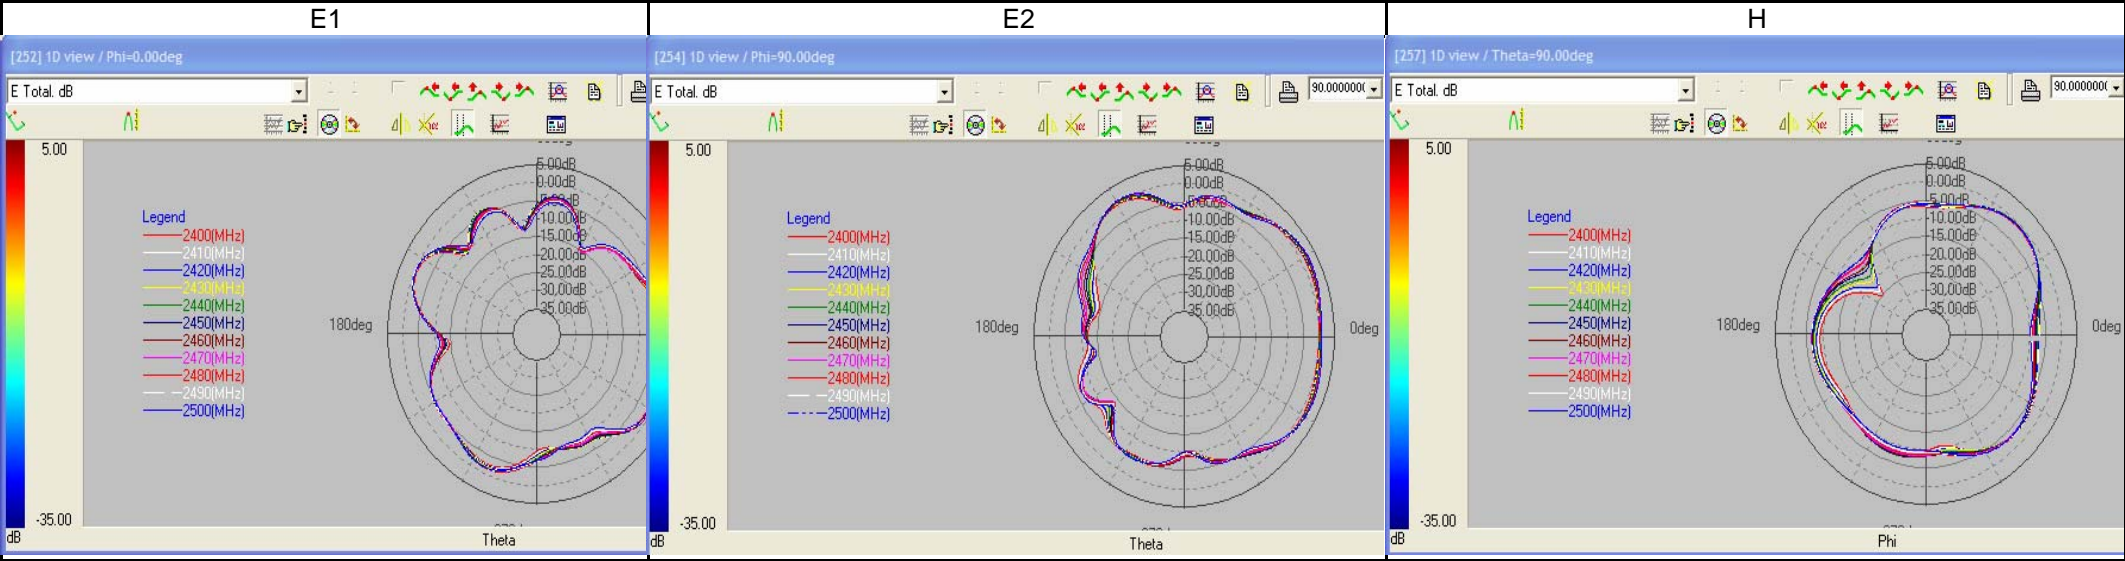 E1
E2
H
[252] 1D view / Phi=0.00deg
E Total. dB
5.00
-35.00
dB
Legend
2400(MHz)
2410(MHz)
2420(MHz)
2430(MHz)
2440(MHz)
2450(MHz)
2460(MHz)
2470(MHz)
2480(MHz)
2490(MHz)
2500(MHz)
180deg
5.00dB
0.00dB
-5.00dB
-10.00dB
-15.00dB
-20.00dB
-25.00dB
-30.00dB
-35.00dB
Theta
[254] 1D view / Phi=90.00deg
E Total. dB
90.0000000
5.00
-35.00
dB
Legend
2400(MHz)
2410(MHz)
2420(MHz)
2430(MHz)
2440(MHz)
2450(MHz)
2460(MHz)
2470(MHz)
2480(MHz)
2490(MHz)
2500(MHz)
180deg
0deg
5.00dB
0.00dB
-5.00dB
-10.00dB
-15.00dB
-20.00dB
-25.00dB
-30.00dB
-35.00dB
Theta
[257] 1D view / Theta=90.00deg
E Total. dB
90.0000000
5.00
-35.00
dB
Legend
2400(MHz)
2410(MHz)
2420(MHz)
2430(MHz)
2440(MHz)
2450(MHz)
2460(MHz)
2470(MHz)
2480(MHz)
2490(MHz)
2500(MHz)
180deg
0deg
5.00dB
0.00dB
-5.00dB
-10.00dB
-15.00dB
-20.00dB
-25.00dB
-30.00dB
-35.00dB
Phi